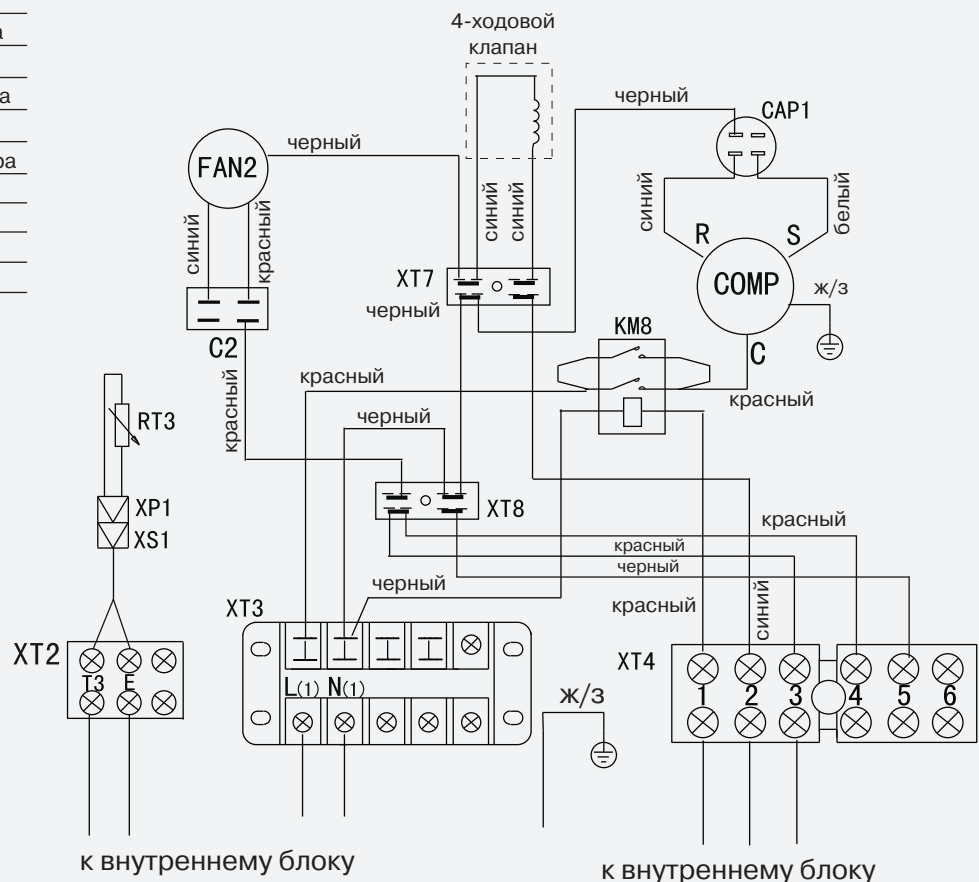 а
а
ра
4-ходовой
клапан
черный
CAP1
черный
FAN2
синий
красный
синий
синий
синий
белый
R
S
COMP
ж/з
XT7
черный
KM8
C
C2
красный
красный
красный
черный
RT3
XT8
XP1
XS1
красный
красный
черный
черный
красный
синий
XT3
XT2
T3
E
L(1)
N(1)
ж/з
XT4
1
2
3
4
5
6
к внутреннему блоку
к внутреннему блоку